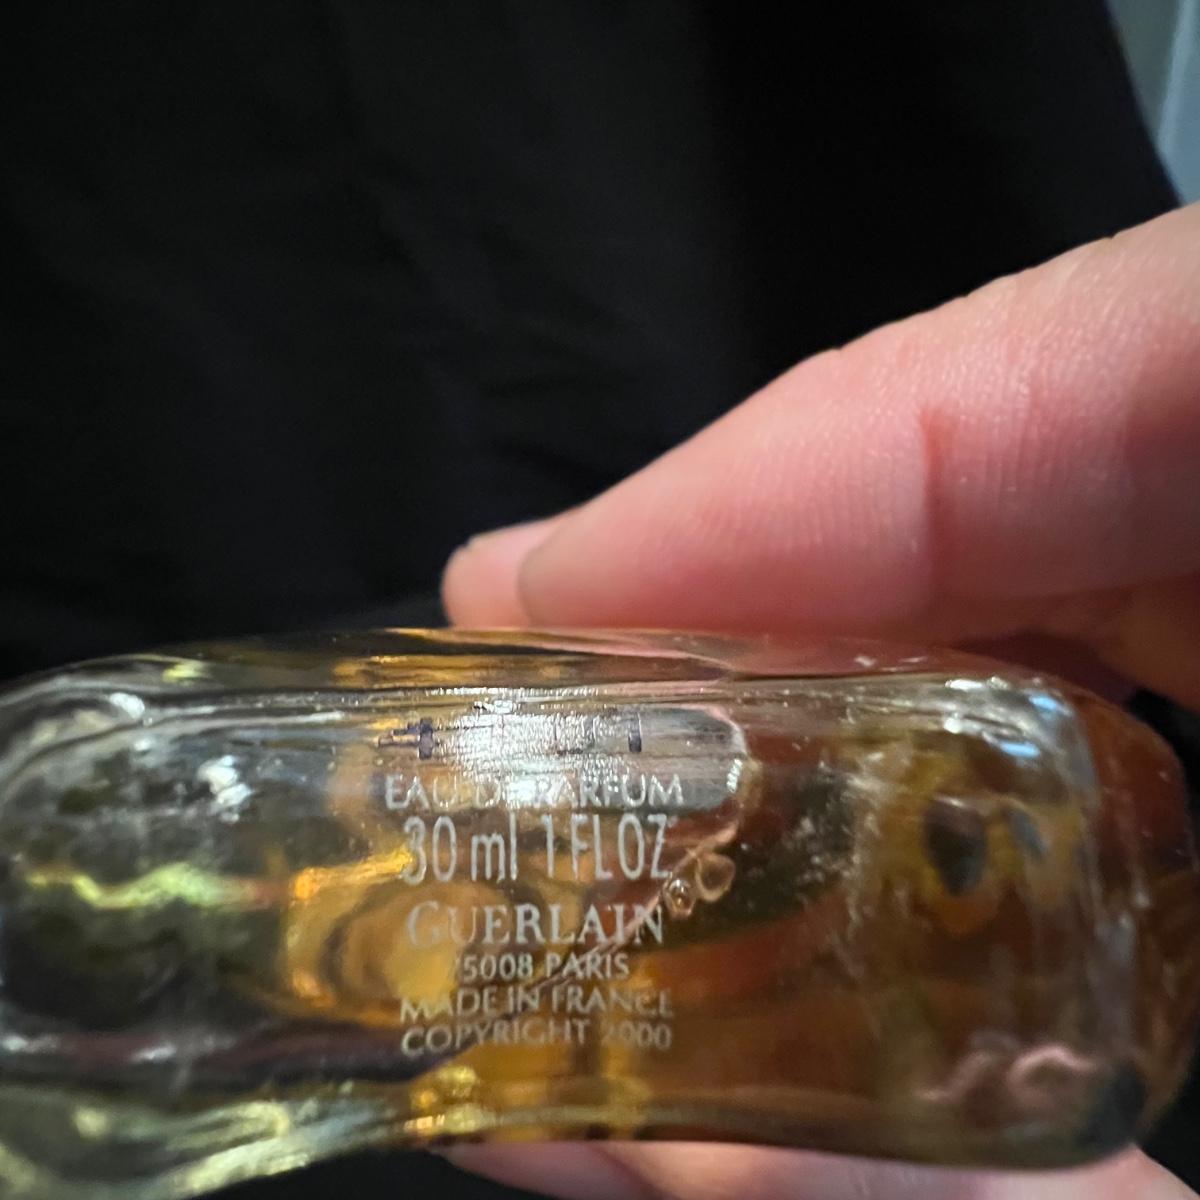 EAU DE PARFUM
30 ml 1 FL OZ
GUERLAIN
75008 PARIS
MADE IN FRANCE
COPYRIGHT 2000